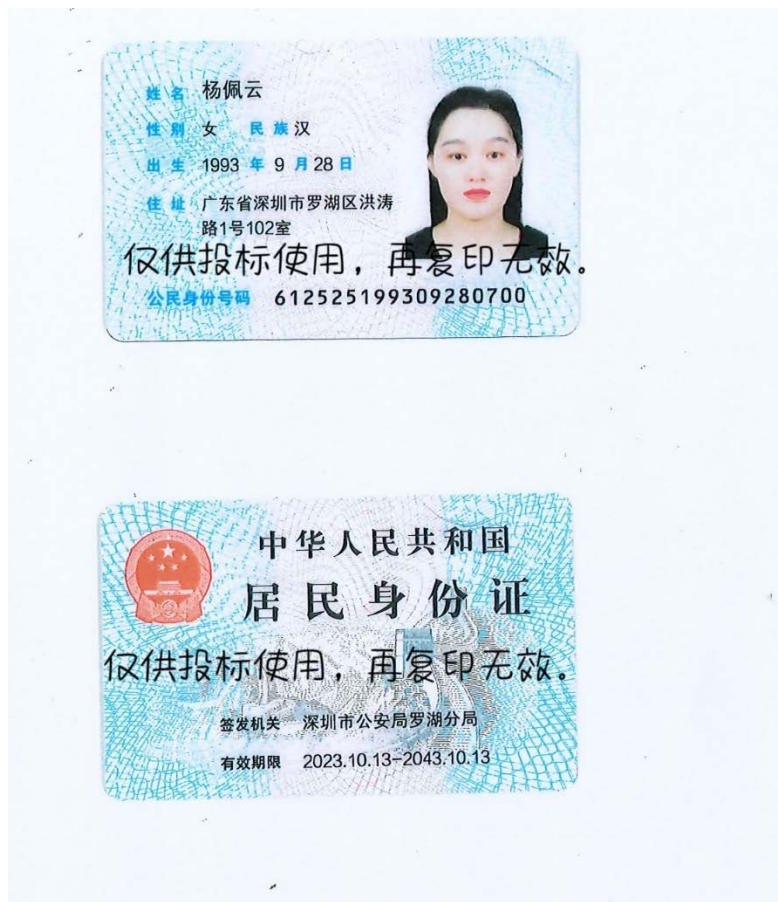 姓名 杨佩云
性别 女 民族 汉
出生 1993 年 9 月 28 日
住址 广东省深圳市罗湖区洪涛
路1号102室
仅供投标使用，再复印无效。
公民身份号码 612525199309280700
中华人民共和国
居民身份证
仅供投标使用，再复印无效。
签发机关 深圳市公安局罗湖分局
有效期限 2023.10.13-2043.10.13